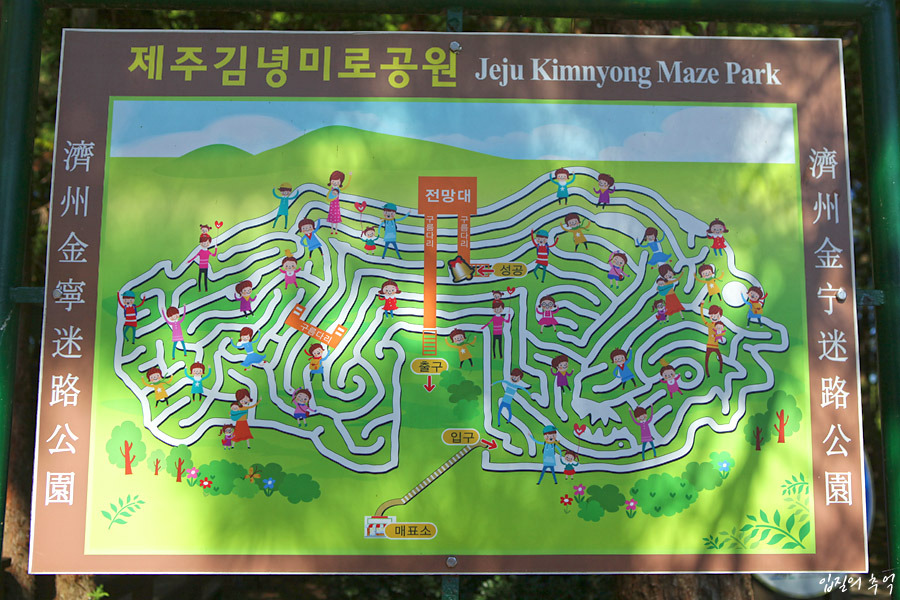 제주김녕미로공원 Jeju Kimnyong Maze Park
濟州金寧迷路公園
전망대
구름다리
구름다리
성공
구름다리
출구
입구
매표소
濟州金宁迷路公園
입질의 추억